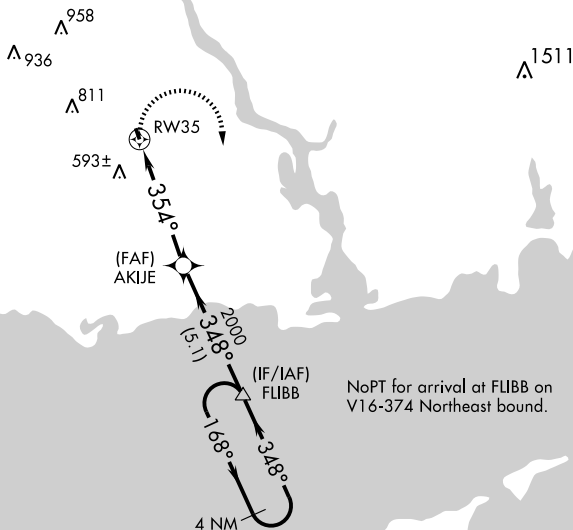 958
936
1511
811
RW35
593±
354°
(FAF)
AKIJE
2000
348°
(5.1)
(IF/IAF)
FLIBB
NoPT for arrival at FLIBB on
V16-374 Northeast bound.
168°
348°
4 NM